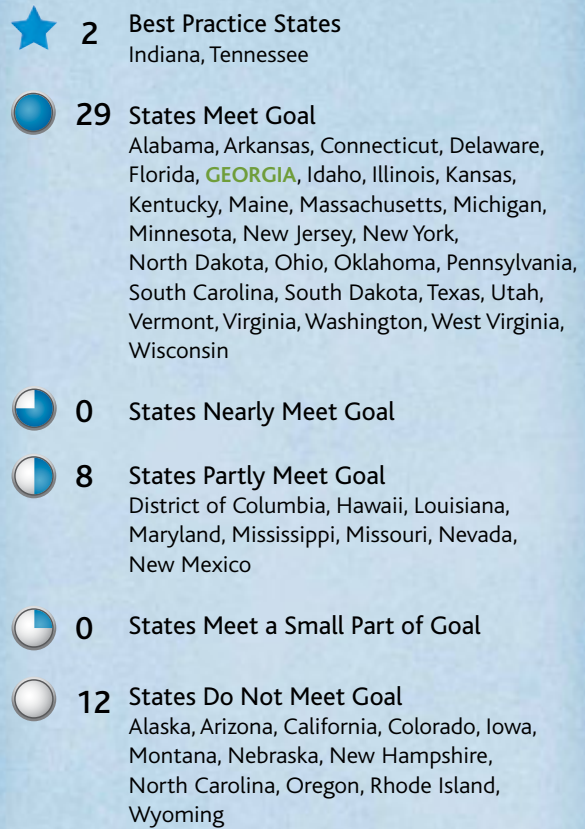 2 Best Practice States
Indiana, Tennessee
29 States Meet Goal
Alabama, Arkansas, Connecticut, Delaware,
Florida, GEORGIA, Idaho, Illinois, Kansas,
Kentucky, Maine, Massachusetts, Michigan,
Minnesota, New Jersey, New York,
North Dakota, Ohio, Oklahoma, Pennsylvania,
South Carolina, South Dakota, Texas, Utah,
Vermont, Virginia, Washington, West Virginia,
Wisconsin
0 States Nearly Meet Goal
8 States Partly Meet Goal
District of Columbia, Hawaii, Louisiana,
Maryland, Mississippi, Missouri, Nevada,
New Mexico
0 States Meet a Small Part of Goal
12 States Do Not Meet Goal
Alaska, Arizona, California, Colorado, Iowa,
Montana, Nebraska, New Hampshire,
North Carolina, Oregon, Rhode Island,
Wyoming